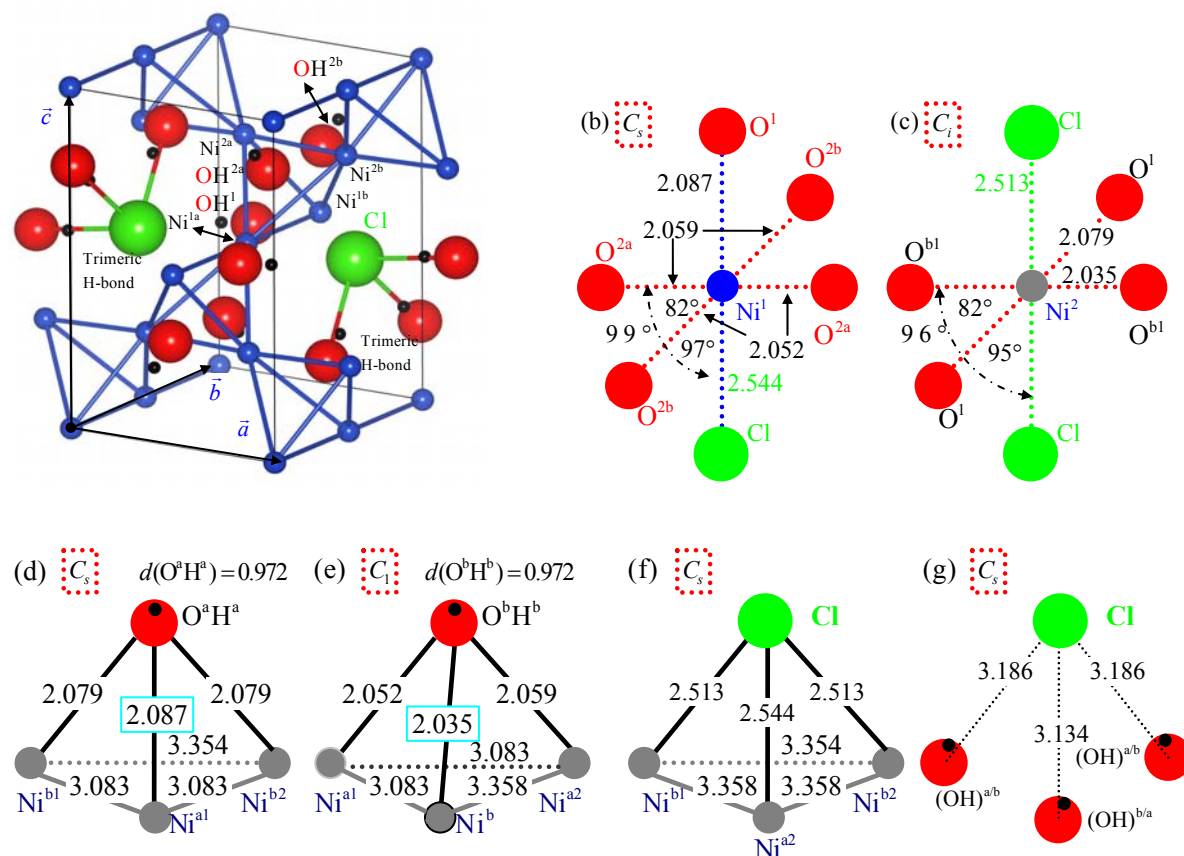 OH²ᵇ
c⃗
Ni²ᵃ
OH²ᵃ
OH¹
Ni²ᵇ
Ni¹ᵇ
Ni¹ᵃ
Cl
Trimeric
H-bond
Trimeric
H-bond
b⃗
a⃗
(b) Cₛ
O¹
O²ᵇ
2.087
2.059
O²ᵃ
Ni¹
82°
99°
97°
2.052
O²ᵃ
2.544
O²ᵇ
Cl
(c) Cᵢ
Cl
2.513
O¹
2.079
Oᵇ¹
2.035
82°
Ni²
Oᵇ¹
96°
95°
O¹
Cl
(d) Cₛ d(OᵃHᵃ)=0.972
OᵃHᵃ
2.079 2.079
2.087
3.354
3.083 3.083
Niᵇ¹ Niᵇ²
Niᵃ¹
(e) C₁ d(OᵇHᵇ)=0.972
OᵇHᵇ
2.052 2.059
2.035
3.083
3.083 3.358
Niᵃ¹ Niᵃ²
Niᵇ
(f) Cₛ
Cl
2.513 2.513
2.544
3.354
3.358 3.358
Niᵇ¹ Niᵇ²
Niᵃ²
(g) Cₛ
Cl
3.186 3.186
3.134
(OH)ᵃ/ᵇ
(OH)ᵃ/ᵇ
(OH)ᵇ/ᵃ